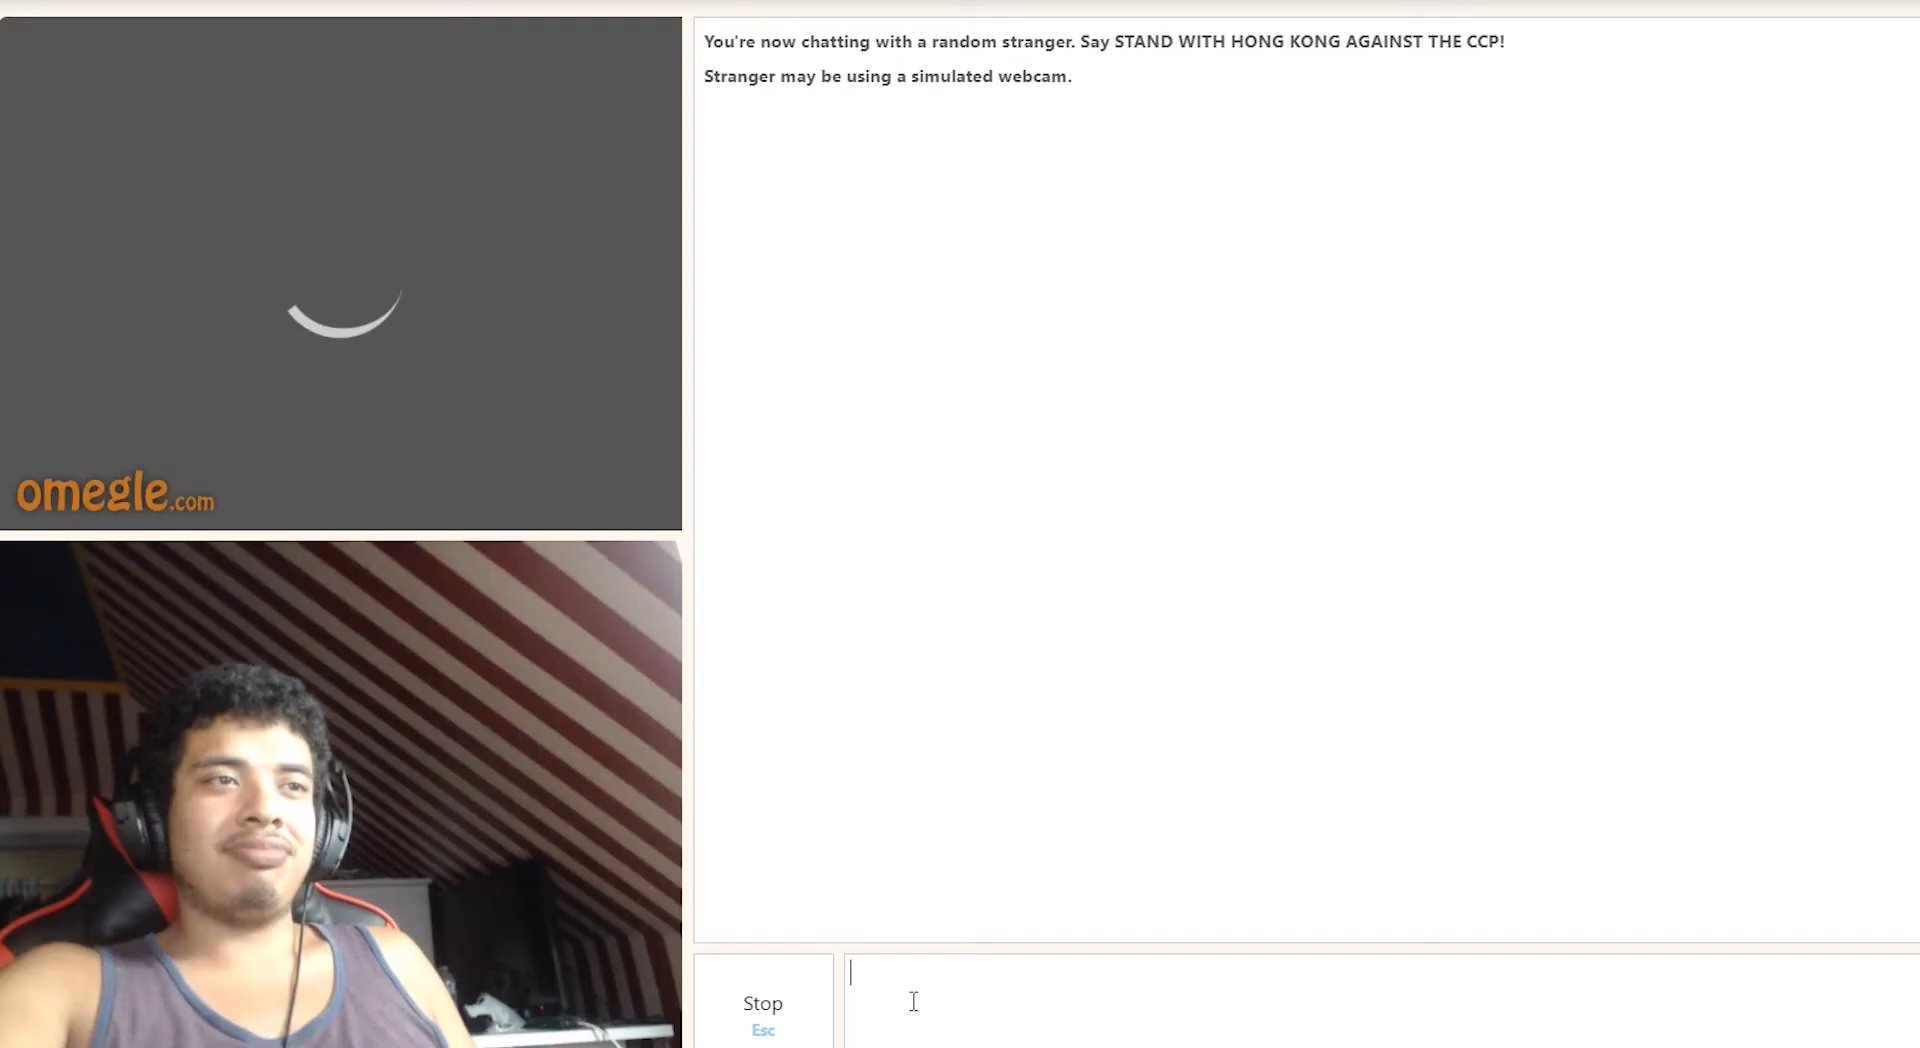 You're now chatting with a random stranger. Say STAND WITH HONG KONG AGAINST THE CCP!
Stranger may be using a simulated webcam.
omegle.com
Stop
Esc